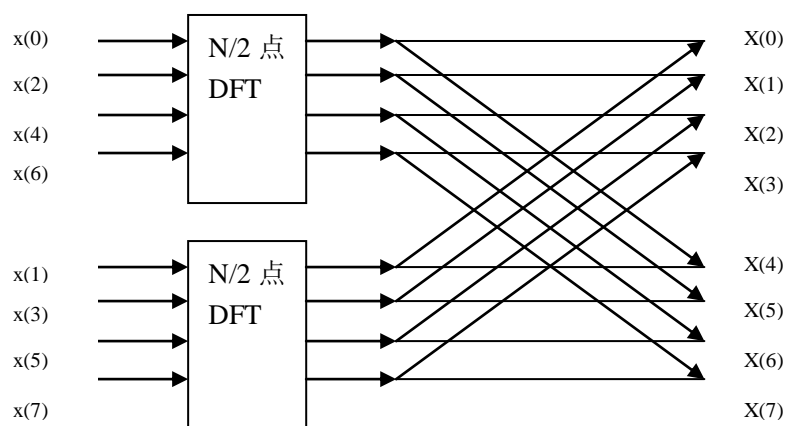 x(0)
x(2)
x(4)
x(6)
N/2 点
DFT
X(0)
X(1)
X(2)
X(3)
x(1)
x(3)
x(5)
x(7)
N/2 点
DFT
X(4)
X(5)
X(6)
X(7)